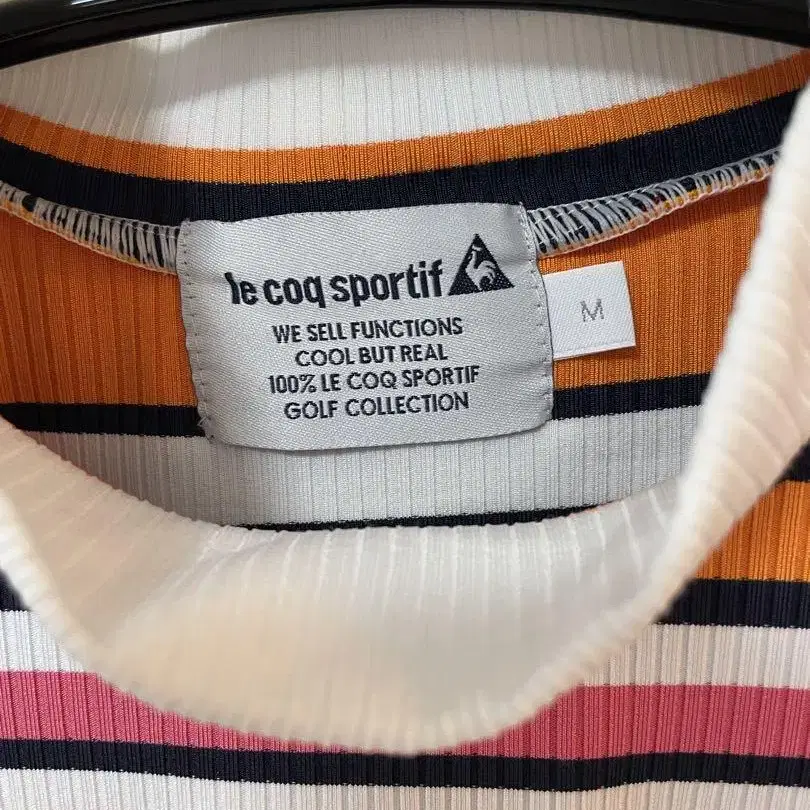 le coq sportif
WE SELL FUNCTIONS
COOL BUT REAL
100% LE COQ SPORTIF
GOLF COLLECTION
M